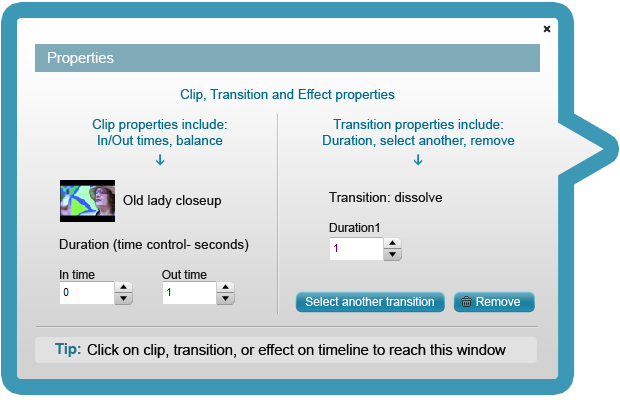 Properties
Clip, Transition and Effect properties
Clip properties include:
In/Out times, balance
Old lady closeup
Duration (time control- seconds)
In time
Out time
0
1
Transition properties include:
Duration, select another, remove
Transition: dissolve
Duration1
1
Select another transition
Remove
Tip: Click on clip, transition, or effect on timeline to reach this window